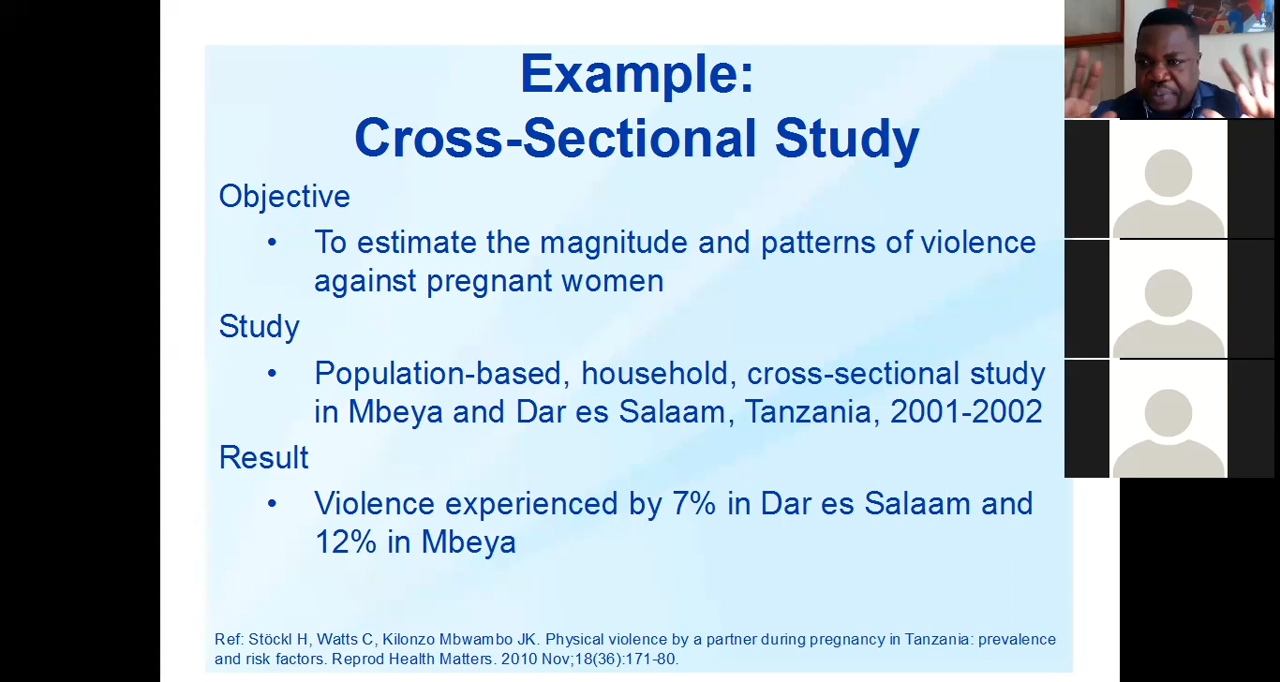 Example:
Cross-Sectional Study
Objective
• To estimate the magnitude and patterns of violence
against pregnant women
Study
• Population-based, household, cross-sectional study
in Mbeya and Dar es Salaam, Tanzania, 2001-2002
Result
• Violence experienced by 7% in Dar es Salaam and
12% in Mbeya
Ref: Stöckl H, Watts C, Kilonzo Mbwambo JK. Physical violence by a partner during pregnancy in Tanzania: prevalence
and risk factors. Reprod Health Matters. 2010 Nov;18(36):171-80.